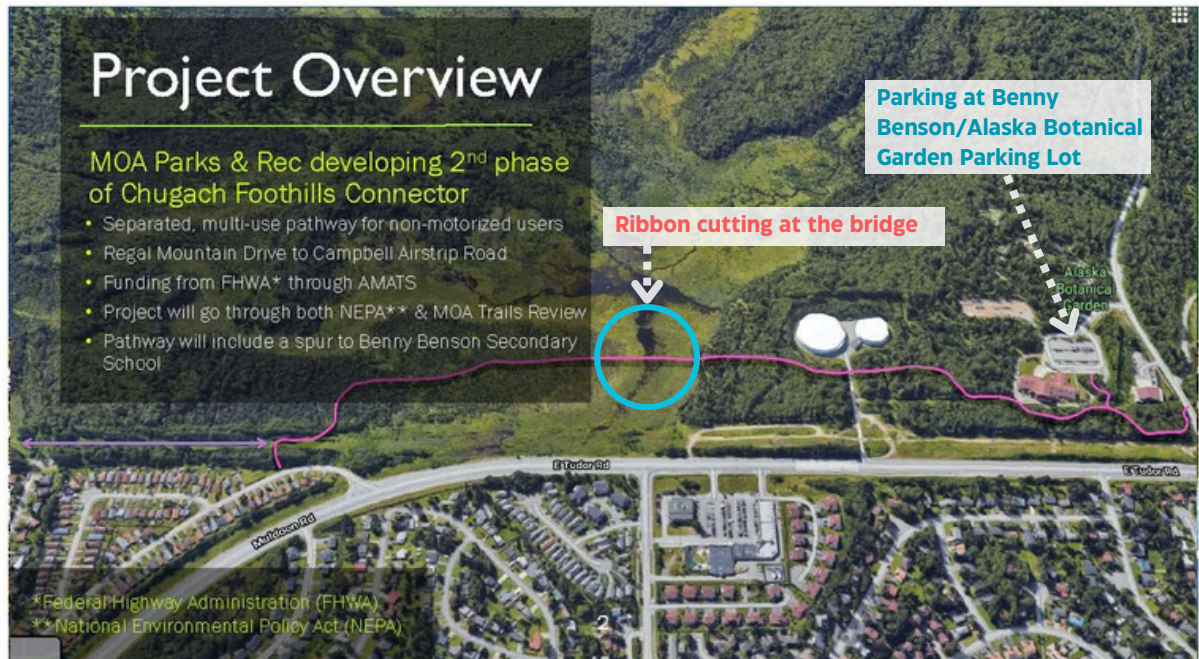 Project Overview
MOA Parks & Rec developing 2nd phase
of Chugach Foothills Connector
• Separated, multi-use pathway for non-motorized users
• Regal Mountain Drive to Campbell Airstrip Road
• Funding from FHWA* through AMATS
• Project will go through both NEPA** & MOA Trails Review
• Pathway will include a spur to Benny Benson Secondary
School
Parking at Benny
Benson/Alaska Botanical
Garden Parking Lot
Ribbon cutting at the bridge
Alaska
Botanical
Garden
E Tudor Rd
E Tudor Rd
Muldoon Rd
*Federal Highway Administration (FHWA)
**National Environmental Policy Act (NEPA)
2